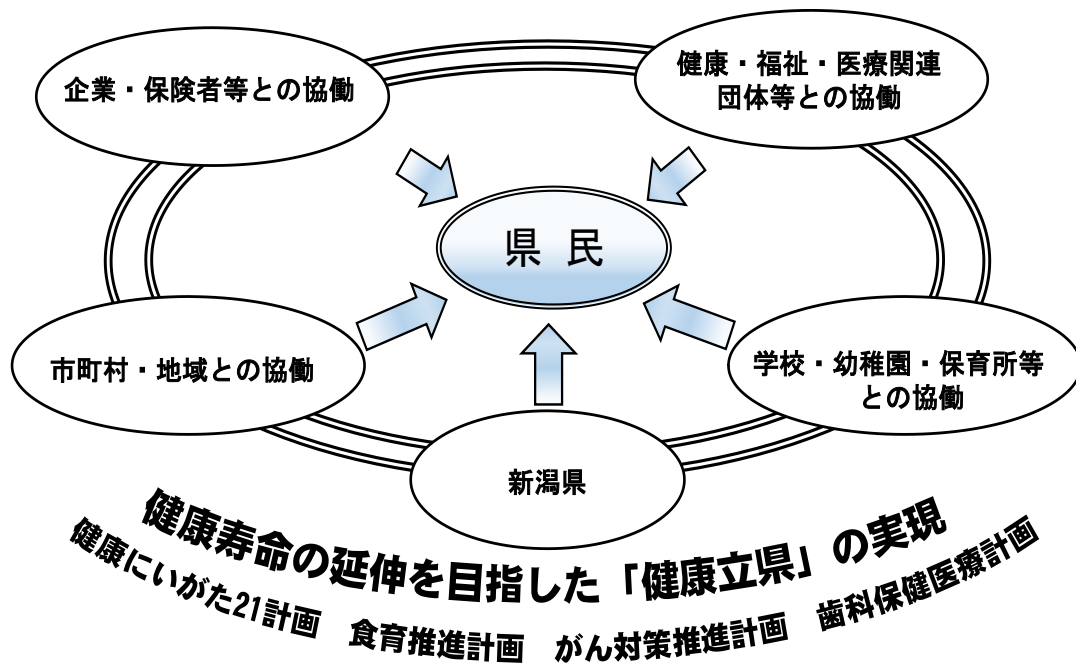 企業・保険者等との協働
健康・福祉・医療関連
団体等との協働
県 民
市町村・地域との協働
学校・幼稚園・保育所等
との協働
新潟県
健康寿命の延伸を目指した「健康立県」の実現
健康にいがた21計画 食育推進計画 がん対策推進計画 歯科保健医療計画